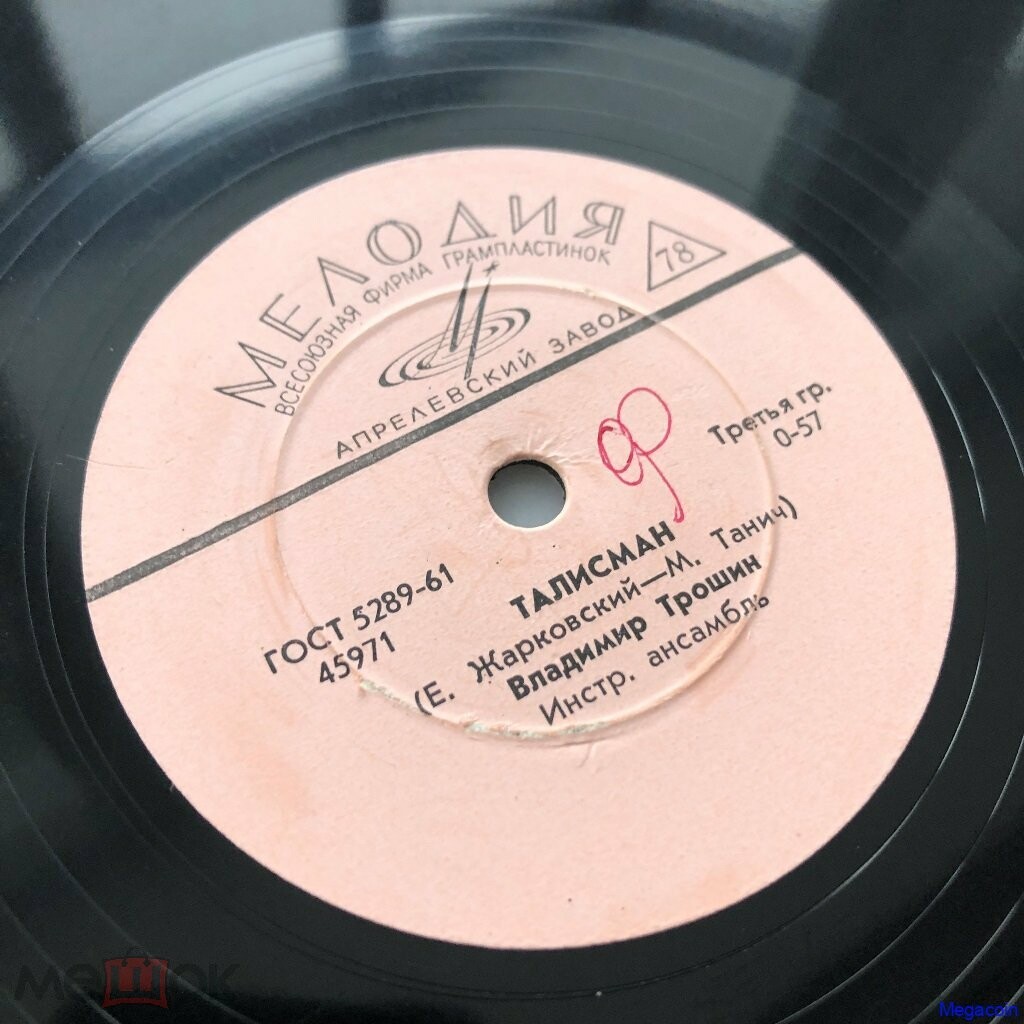 МЕЛОДИЯ
ВСЕСОЮЗНАЯ ФИРМА ГРАМПЛАСТИНОК
78
АПРЕЛЕВСКИЙ ЗАВОД
Третья гр.
0-57
ГОСТ 5289-61
45971
ТАЛИСМАН
(Е. Жарковский—М. Танич)
Владимир Трошин
Инстр. ансамбль
мешок
Megacoin